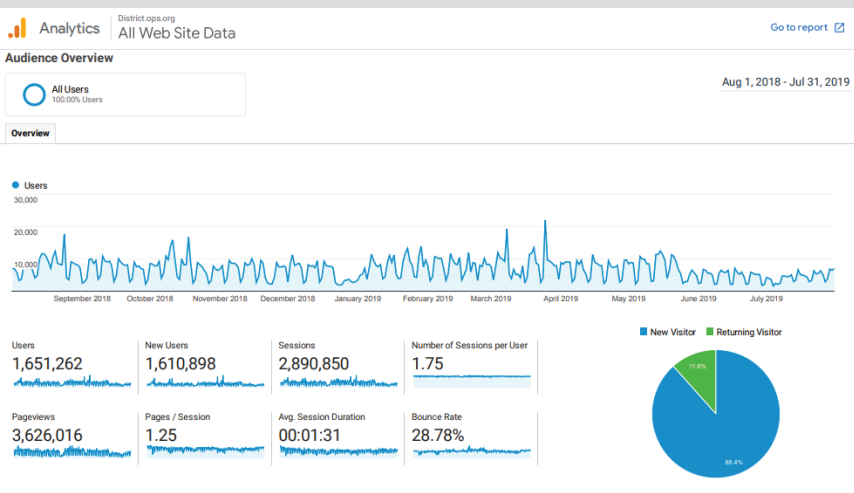 Analytics
District.ops.org
All Web Site Data
Go to report
Audience Overview
All Users
100.00% Users
Aug 1, 2018 - Jul 31, 2019
Overview
Users
30,000
20,000
10,000
September 2018 October 2018 November 2018 December 2018 January 2019 February 2019 March 2019 April 2019 May 2019 June 2019 July 2019
New Visitor Returning Visitor
Users
1,651,262
New Users
1,610,898
Sessions
2,890,850
Number of Sessions per User
1.75
Pageviews
3,626,016
Pages / Session
1.25
Avg. Session Duration
00:01:31
Bounce Rate
28.78%
11.6%
88.4%